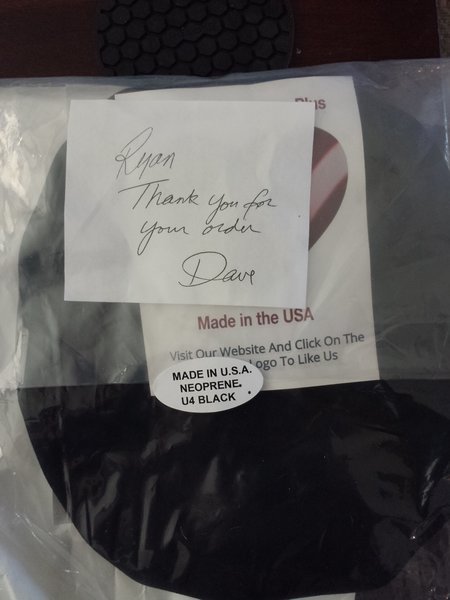 Plus
Ryan
Thank you for
your order
Dave
Made in the USA
Visit Our Website And Click On The
Logo To Like Us
MADE IN U.S.A.
NEOPRENE
U4 BLACK